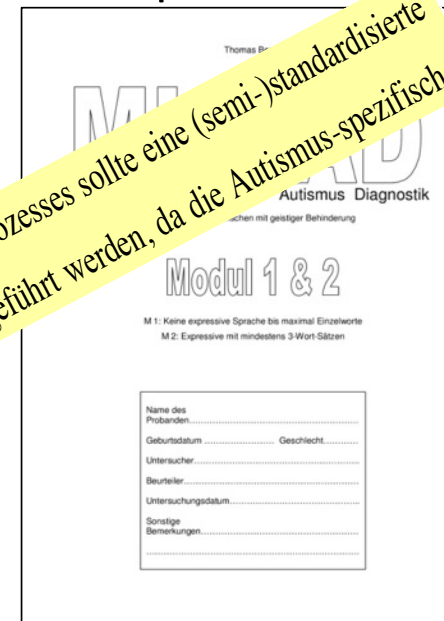 Thomas
ozesses sollte eine (semi-)standardisierte
geführt werden, da die Autismus-spezifisch
Autismus Diagnostik
chen mit geistiger Behinderung
Modul 1 & 2
M 1: Keine expressive Sprache bis maximal Einzelworte
M 2: Expressive mit mindestens 3-Wort-Sätzen
Name des
Probanden
Geburtsdatum Geschlecht
Untersucher
Beurteiler
Untersuchungsdatum
Sonstige
Bemerkungen